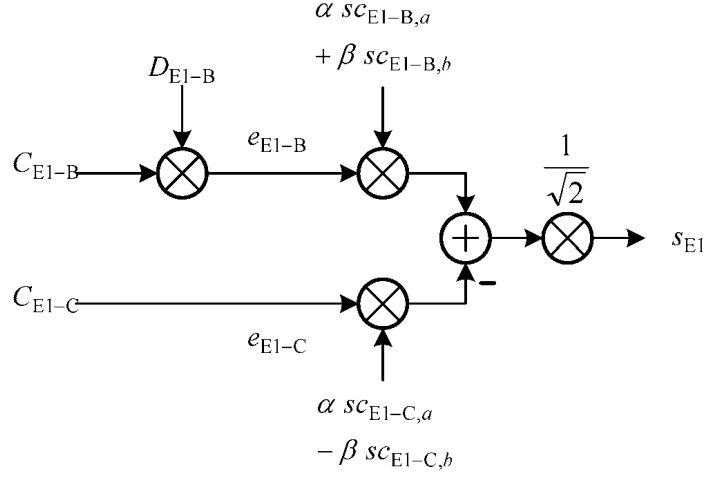 α sc_E1–B,a
+ β sc_E1–B,b
D_E1–B
C_E1–B
e_E1–B
1
√2
+
s_E1
–
C_E1–C
e_E1–C
α sc_E1–C,a
– β sc_E1–C,b